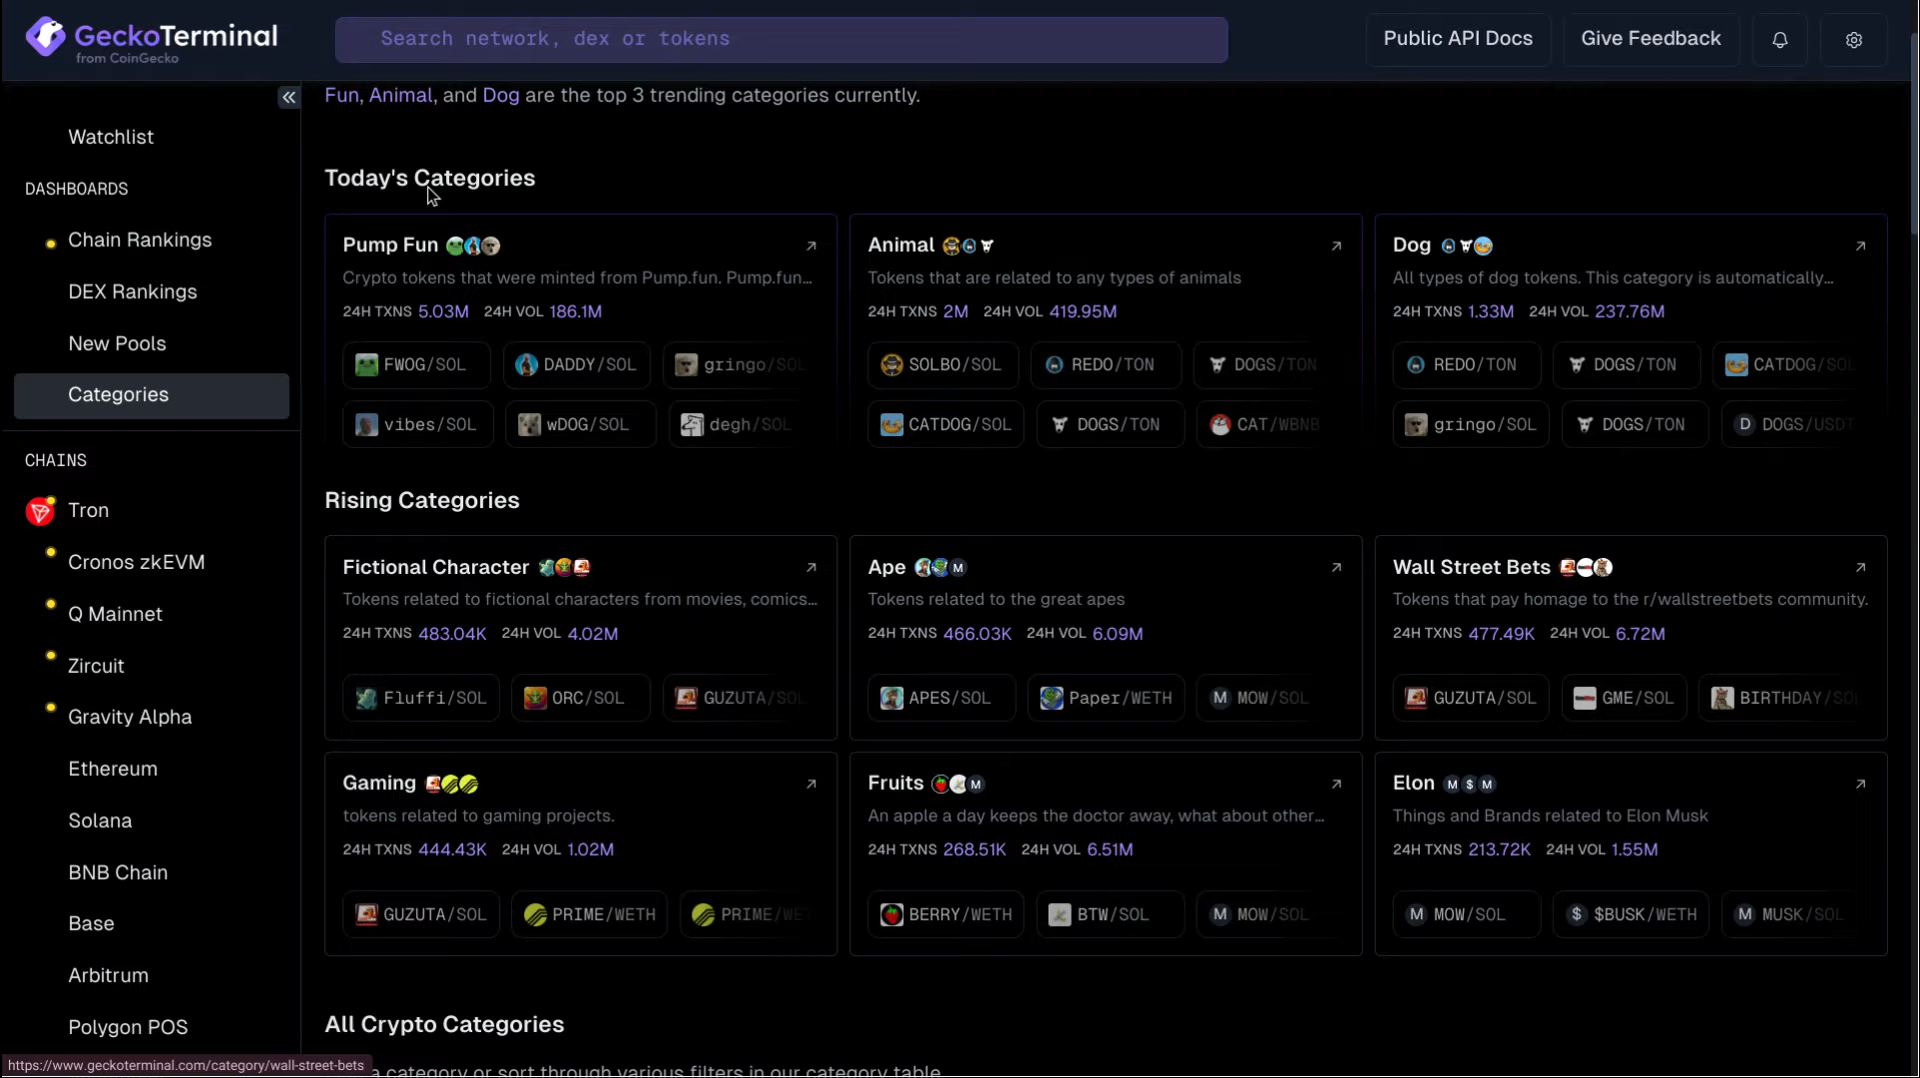 GeckoTerminal
from CoinGecko
Search network, dex or tokens
Public API Docs
Give Feedback
Watchlist
DASHBOARDS
Chain Rankings
DEX Rankings
New Pools
Categories
CHAINS
Tron
Cronos zkEVM
Q Mainnet
Zircuit
Gravity Alpha
Ethereum
Solana
BNB Chain
Base
Arbitrum
Polygon POS
Fun, Animal, and Dog are the top 3 trending categories currently.
Today's Categories
Pump Fun
Crypto tokens that were minted from Pump.fun. Pump.fun...
24H TXNS 5.03M 24H VOL 186.1M
FWOG/SOL DADDY/SOL gringo/SOL
vibes/SOL wDOG/SOL degh/SOL
Animal
Tokens that are related to any types of animals
24H TXNS 2M 24H VOL 419.95M
SOLBO/SOL REDO/TON DOGS/TON
CATDOG/SOL DOGS/TON CAT/WBNB
Dog
All types of dog tokens. This category is automatically...
24H TXNS 1.33M 24H VOL 237.76M
REDO/TON DOGS/TON CATDOG/SOL
gringo/SOL DOGS/TON D DOGS/USDT
Rising Categories
Fictional Character
Tokens related to fictional characters from movies, comics...
24H TXNS 483.04K 24H VOL 4.02M
Fluffi/SOL ORC/SOL GUZUTA/SOL
Ape M
Tokens related to the great apes
24H TXNS 466.03K 24H VOL 6.09M
APES/SOL Paper/WETH M MOW/SOL
Wall Street Bets
Tokens that pay homage to the r/wallstreetbets community.
24H TXNS 477.49K 24H VOL 6.72M
GUZUTA/SOL GME/SOL BIRTHDAY/SOL
Gaming
tokens related to gaming projects.
24H TXNS 444.43K 24H VOL 1.02M
GUZUTA/SOL PRIME/WETH PRIME/WE
Fruits M
An apple a day keeps the doctor away, what about other...
24H TXNS 268.51K 24H VOL 6.51M
BERRY/WETH BTW/SOL M MOW/SOL
Elon M $ M
Things and Brands related to Elon Musk
24H TXNS 213.72K 24H VOL 1.55M
M MOW/SOL $ $BUSK/WETH M MUSK/SOL
All Crypto Categories
a category or sort through various filters in our category table
https://www.geckoterminal.com/category/wall-street-bets